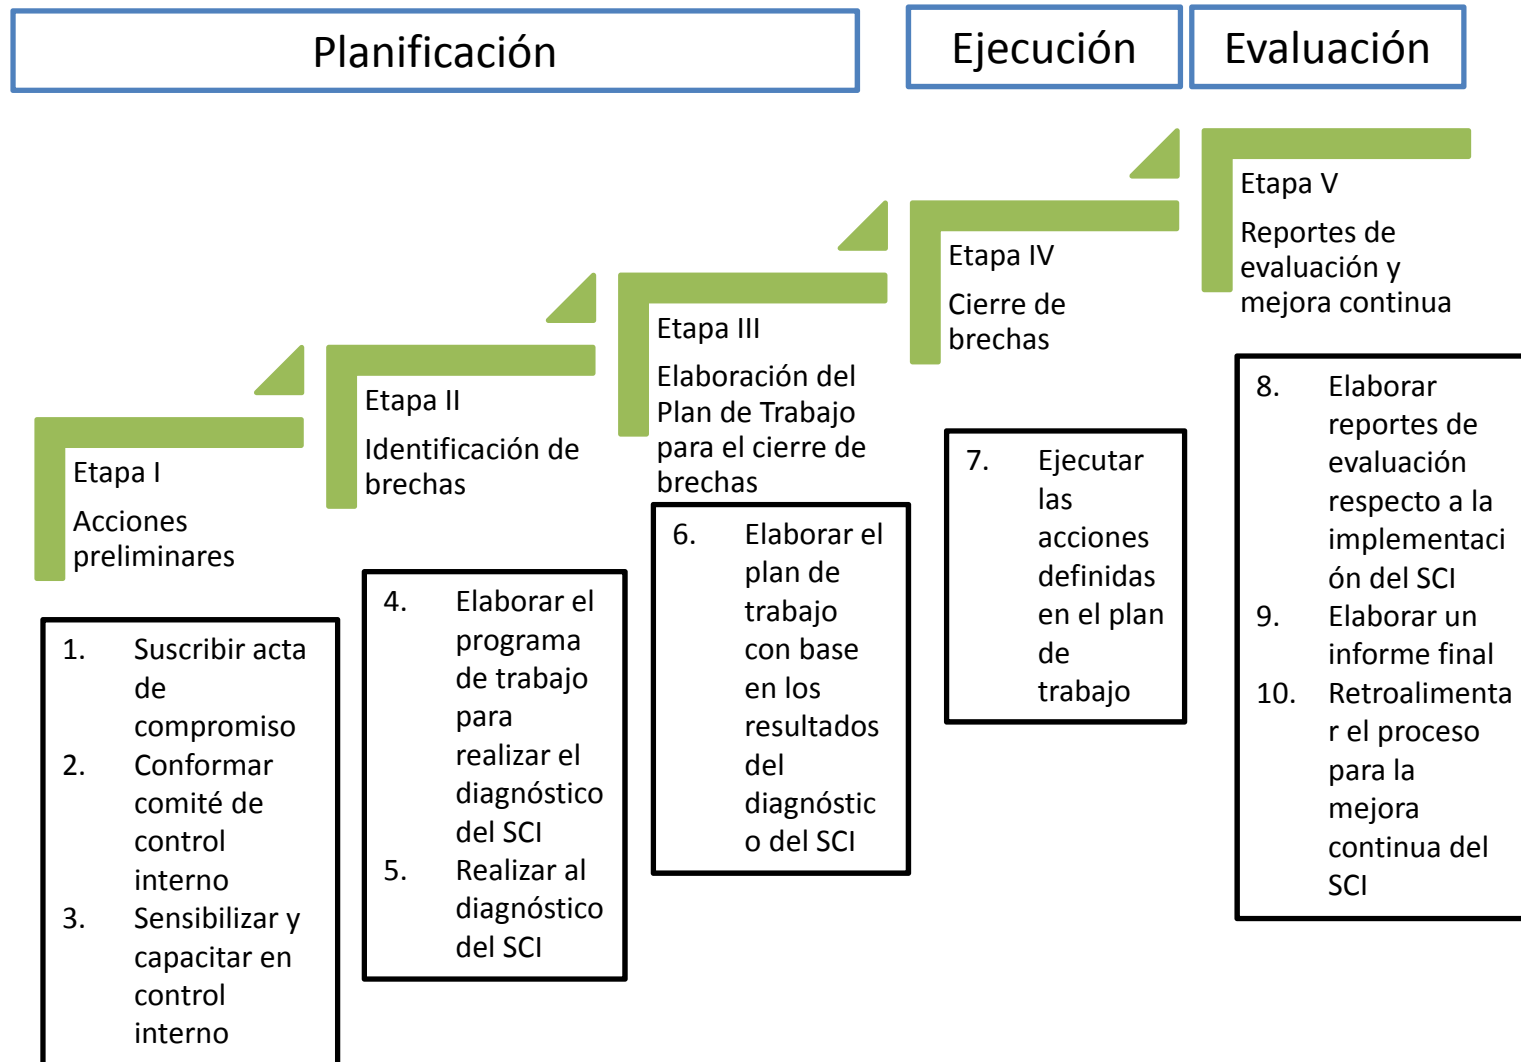 Planificación
Ejecución
Evaluación
Etapa I
Acciones
preliminares
1. Suscribir acta
de
compromiso
2. Conformar
comité de
control
interno
3. Sensibilizar y
capacitar en
control
interno
Etapa II
Identificación de
brechas
4. Elaborar el
programa
de trabajo
para
realizar el
diagnóstico
del SCI
5. Realizar al
diagnóstico
del SCI
Etapa III
Elaboración del
Plan de Trabajo
para el cierre de
brechas
6. Elaborar el
plan de
trabajo
con base
en los
resultados
del
diagnóstic
o del SCI
Etapa IV
Cierre de
brechas
7. Ejecutar
las
acciones
definidas
en el plan
de
trabajo
Etapa V
Reportes de
evaluación y
mejora continua
8. Elaborar
reportes de
evaluación
respecto a la
implementaci
ón del SCI
9. Elaborar un
informe final
10. Retroalimenta
r el proceso
para la
mejora
continua del
SCI